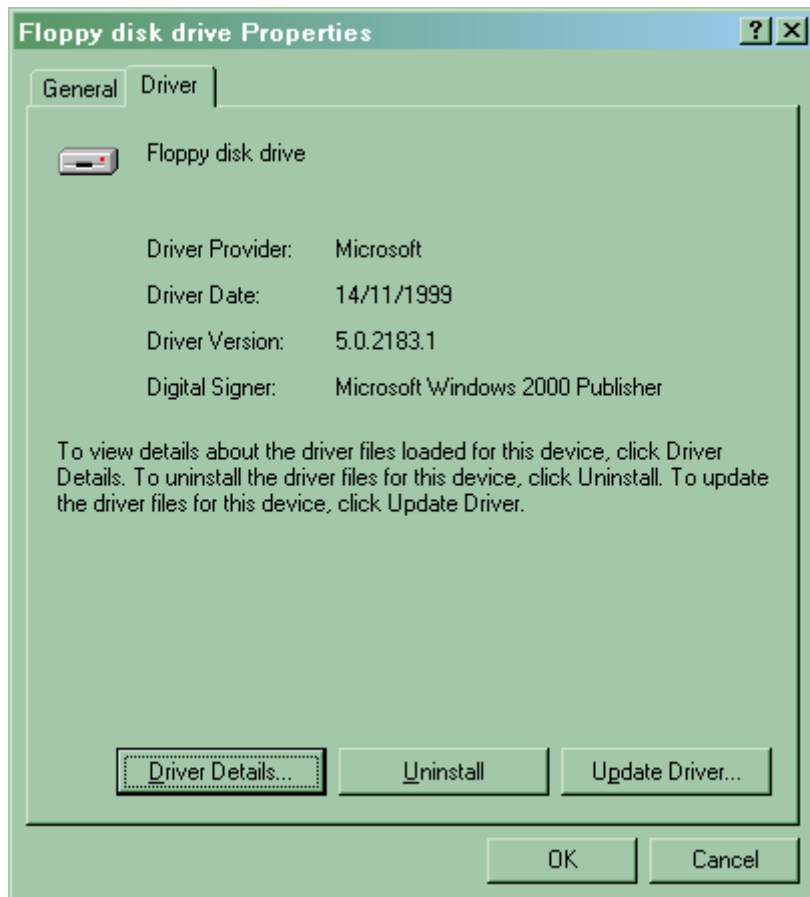 Floppy disk drive Properties
General Driver
Floppy disk drive
Driver Provider: Microsoft
Driver Date: 14/11/1999
Driver Version: 5.0.2183.1
Digital Signer: Microsoft Windows 2000 Publisher
To view details about the driver files loaded for this device, click Driver
Details. To uninstall the driver files for this device, click Uninstall. To update
the driver files for this device, click Update Driver.
Driver Details... Uninstall Update Driver...
OK Cancel